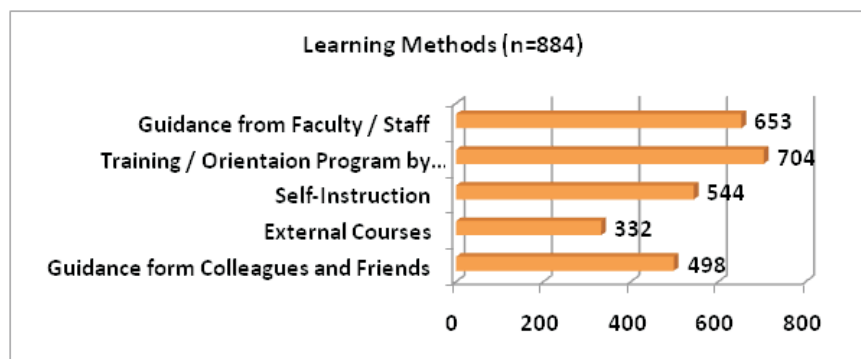 Learning Methods (n=884)
Guidance from Faculty / Staff
653
Training / Orientaion Program by...
704
Self-Instruction
544
External Courses
332
Guidance form Colleagues and Friends
498
0 200 400 600 800